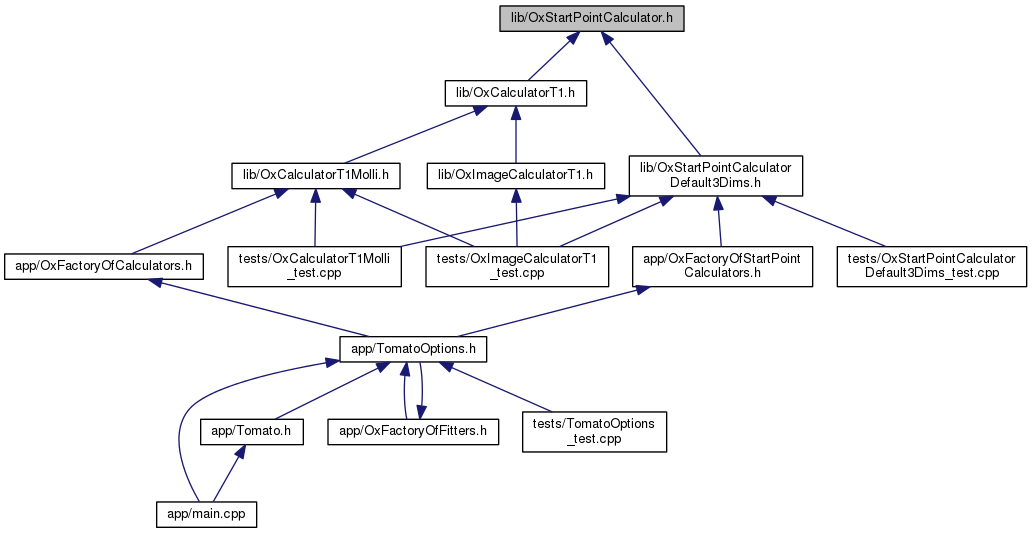 lib/OxStartPointCalculator.h
lib/OxCalculatorT1.h
lib/OxCalculatorT1Molli.h
lib/OxImageCalculatorT1.h
lib/OxStartPointCalculator
Default3Dims.h
app/OxFactoryOfCalculators.h
tests/OxCalculatorT1Molli
_test.cpp
tests/OxImageCalculatorT1
_test.cpp
app/OxFactoryOfStartPoint
Calculators.h
tests/OxStartPointCalculator
Default3Dims_test.cpp
app/TomatoOptions.h
app/Tomato.h
app/OxFactoryOfFitters.h
tests/TomatoOptions
_test.cpp
app/main.cpp